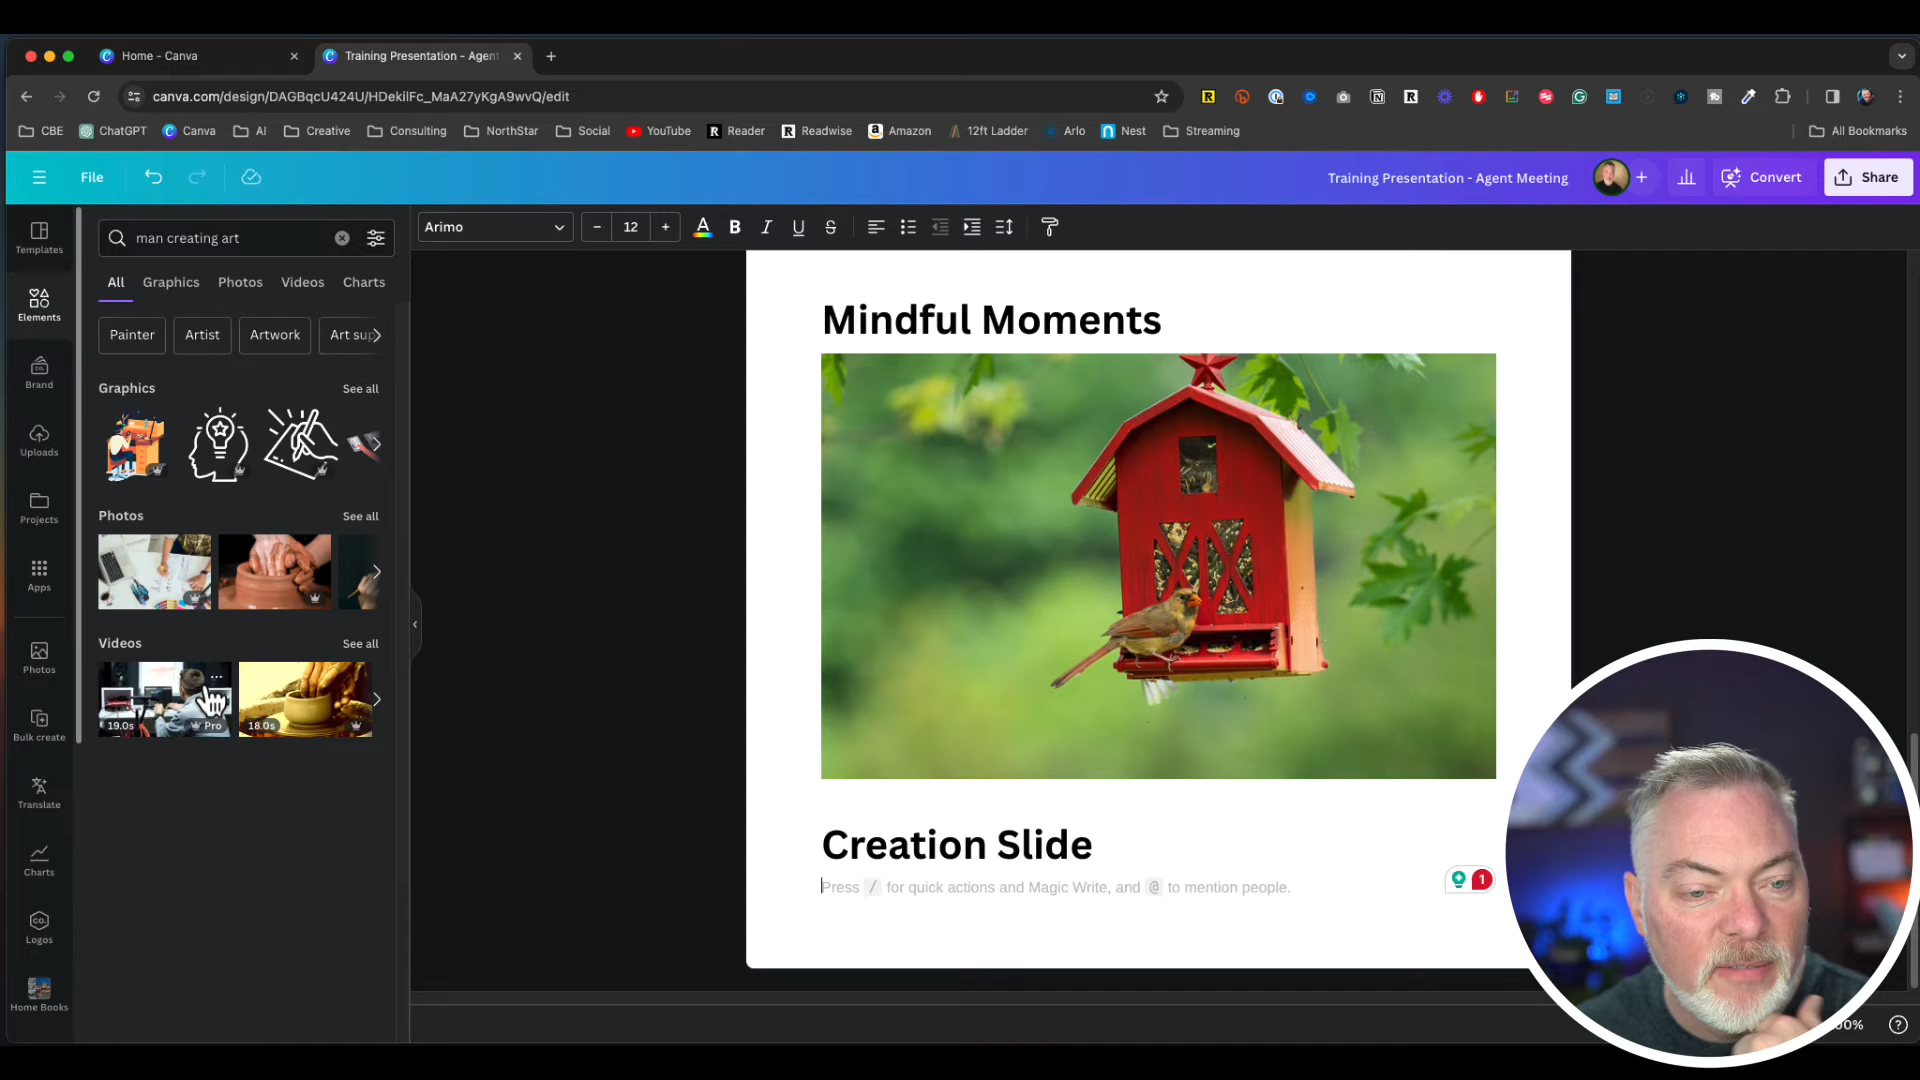 Home - Canva
Training Presentation - Agent
canva.com/design/DAGBqcU424U/HDekilFc_MaA27yKgA9wvQ/edit
CBE
ChatGPT
Canva
AI
Creative
Consulting
NorthStar
Social
YouTube
Reader
Readwise
Amazon
12ft Ladder
Arlo
Nest
Streaming
All Bookmarks
File
Training Presentation - Agent Meeting
Convert
Share
Templates
Elements
Brand
Uploads
Projects
Apps
Photos
Bulk create
Translate
Charts
Logos
Home Books
man creating art
All
Graphics
Photos
Videos
Charts
Painter
Artist
Artwork
Art sup
Graphics
See all
Photos
See all
Videos
See all
19.0s
Pro
18.0s
Arimo
12
Mindful Moments
Creation Slide
Press / for quick actions and Magic Write, and @ to mention people.
1